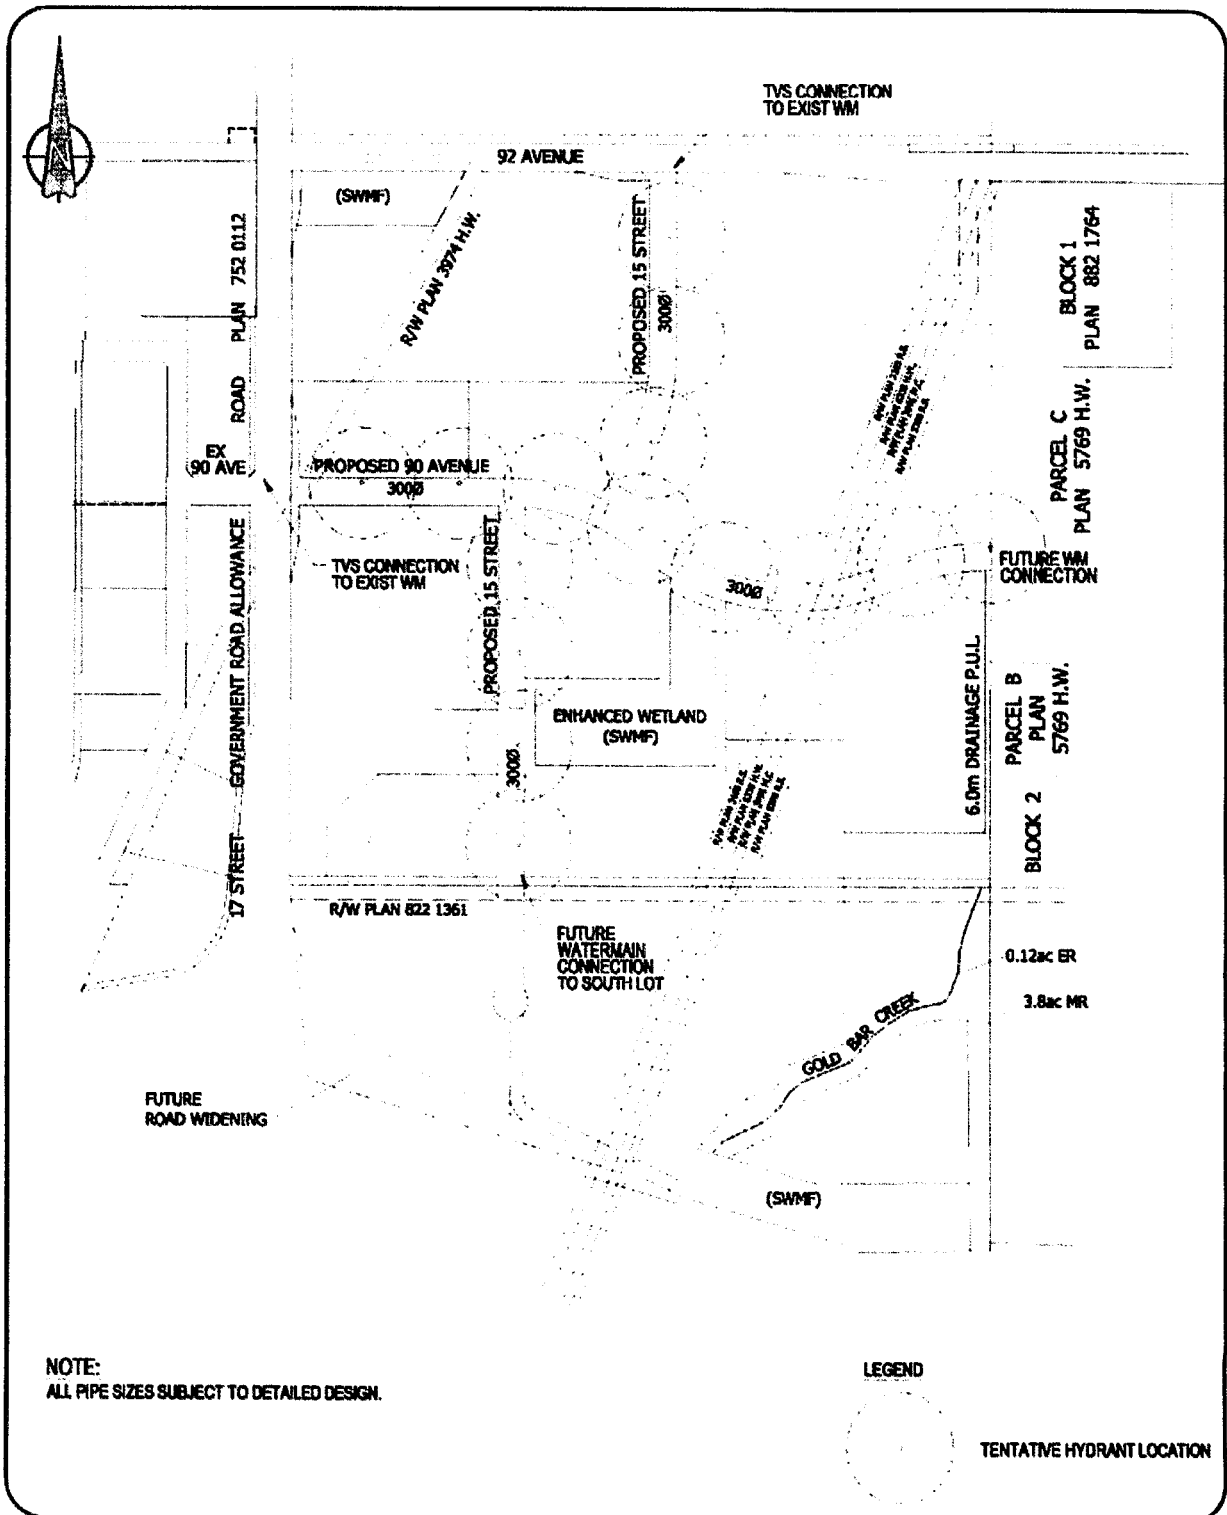 TVS CONNECTION
TO EXIST WM
92 AVENUE
(SWMF)
R/W PLAN 3974 H.W.
ROAD PLAN 752 0112
PROPOSED 15 STREET
300Ø
BLOCK 1
PLAN 882 1764
PARCEL C
PLAN 5769 H.W.
EX
90 AVE
PROPOSED 90 AVENUE
300Ø
TVS CONNECTION
TO EXIST WM
PROPOSED 15 STREET
300Ø
FUTURE WM
CONNECTION
300Ø
17 STREET GOVERNMENT ROAD ALLOWANCE
ENHANCED WETLAND
(SWMF)
6.0m DRAINAGE P.U.L.
PARCEL B
PLAN
5769 H.W.
BLOCK 2
R/W PLAN 822 1361
FUTURE
WATERMAIN
CONNECTION
TO SOUTH LOT
0.12ac ER
3.8ac MR
GOLD BAR CREEK
FUTURE
ROAD WIDENING
(SWMF)
NOTE:
ALL PIPE SIZES SUBJECT TO DETAILED DESIGN.
LEGEND
TENTATIVE HYDRANT LOCATION